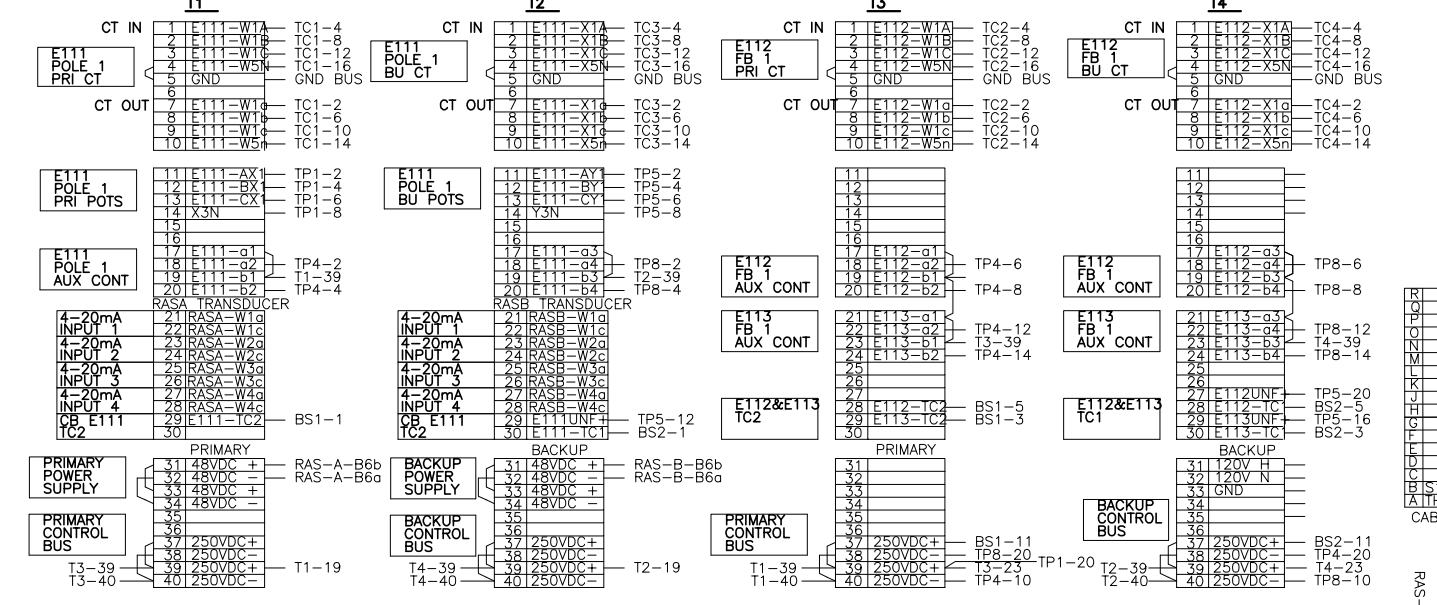 T1
CT IN
1 E111-W1A TC1-4
2 E111-W1B TC1-8
3 E111-W1C TC1-12
4 E111-W5N TC1-16
5 GND GND BUS
6
CT OUT
7 E111-W1a TC1-2
8 E111-W1b TC1-6
9 E111-W1c TC1-10
10 E111-W5n TC1-14
E111
POLE 1
PRI CT
11 E111-AX1 TP1-2
12 E111-BX1 TP1-4
13 E111-CX1 TP1-6
14 X3N TP1-8
15
16
E111
POLE 1
PRI POTS
17 E111-a1
18 E111-a2 TP4-2
19 E111-b1 T1-39
20 E111-b2 TP4-4
E111
POLE 1
AUX CONT
RASA TRANSDUCER
4-20mA
INPUT 1
21 RASA-W1a
22 RASA-W1c
4-20mA
INPUT 2
23 RASA-W2a
24 RASA-W2c
4-20mA
INPUT 3
25 RASA-W3a
26 RASA-W3c
4-20mA
INPUT 4
27 RASA-W4a
28 RASA-W4c
CB E111
TC2
29 E111-TC2 BS1-1
30
PRIMARY
PRIMARY
POWER
SUPPLY
31 48VDC + RAS-A-B6b
32 48VDC - RAS-A-B6a
33 48VDC +
34 48VDC -
35
36
PRIMARY
CONTROL
BUS
37 250VDC+
38 250VDC-
T3-39 39 250VDC+ T1-19
T3-40 40 250VDC-
T2
CT IN
1 E111-X1A TC3-4
2 E111-X1B TC3-8
3 E111-X1C TC3-12
4 E111-X5N TC3-16
5 GND GND BUS
6
CT OUT
7 E111-X1a TC3-2
8 E111-X1b TC3-6
9 E111-X1c TC3-10
10 E111-X5n TC3-14
E111
POLE 1
BU CT
11 E111-AY1 TP5-2
12 E111-BY1 TP5-4
13 E111-CY1 TP5-6
14 Y3N TP5-8
15
16
E111
POLE 1
BU POTS
17 E111-a3
18 E111-a4 TP8-2
19 E111-b3 T2-39
20 E111-b4 TP8-4
RASB TRANSDUCER
4-20mA
INPUT 1
21 RASB-W1a
22 RASB-W1c
4-20mA
INPUT 2
23 RASB-W2a
24 RASB-W2c
4-20mA
INPUT 3
25 RASB-W3a
26 RASB-W3c
4-20mA
INPUT 4
27 RASB-W4a
28 RASB-W4c
CB E111
TC2
29 E111UNF+ TP5-12
30 E111-TC1 BS2-1
BACKUP
BACKUP
POWER
SUPPLY
31 48VDC + RAS-B-B6b
32 48VDC - RAS-B-B6a
33 48VDC +
34 48VDC -
35
36
BACKUP
CONTROL
BUS
37 250VDC+
38 250VDC-
T4-39 39 250VDC+ T2-19
T4-40 40 250VDC-
T3
CT IN
1 E112-W1A TC2-4
2 E112-W1B TC2-8
3 E112-W1C TC2-12
4 E112-W5N TC2-16
5 GND GND BUS
6
CT OUT
7 E112-W1a TC2-2
8 E112-W1b TC2-6
9 E112-W1c TC2-10
10 E112-W5n TC2-14
E112
FB 1
PRI CT
11
12
13
14
15
16
E112
FB 1
AUX CONT
17 E112-a1
18 E112-a2 TP4-6
19 E112-b1
20 E112-b2 TP4-8
E113
FB 1
AUX CONT
21 E113-a1
22 E113-a2 TP4-12
23 E113-b1 T3-39
24 E113-b2 TP4-14
25
26
27
E112&E113
TC2
28 E112-TC2 BS1-5
29 E113-TC2 BS1-3
30
PRIMARY
31
32
33
34
35
36
PRIMARY
CONTROL
BUS
37 250VDC+ BS1-11
38 250VDC- TP8-20
T1-39 39 250VDC+ T3-23 TP1-20
T1-40 40 250VDC- TP4-10
T4
CT IN
1 E112-X1A TC4-4
2 E112-X1B TC4-8
3 E112-X1C TC4-12
4 E112-X5N TC4-16
5 GND GND BUS
6
CT OUT
7 E112-X1a TC4-2
8 E112-X1b TC4-6
9 E112-X1c TC4-10
10 E112-X5n TC4-14
E112
FB 1
BU CT
11
12
13
14
15
16
E112
FB 1
AUX CONT
17 E112-a3
18 E112-a4 TP8-6
19 E112-b3
20 E112-b4 TP8-8
E113
FB 1
AUX CONT
21 E113-a3
22 E113-a4 TP8-12
23 E113-b3 T4-39
24 E113-b4 TP8-14
25
26
E112&E113
TC1
27 E112UNF+ TP5-20
28 E112-TC1 BS2-5
29 E113UNF+ TP5-16
30 E113-TC1 BS2-3
BACKUP
31 120V H
32 120V N
33 GND
34
35
36
BACKUP
CONTROL
BUS
37 250VDC+ BS2-11
38 250VDC- TP4-20
T2-39 39 250VDC+ T4-23
T2-40 40 250VDC- TP8-10
R
Q
P
O
N
M
L
K
J
H
G
F
E
D
C
B S
A TH
CAB
RAS-